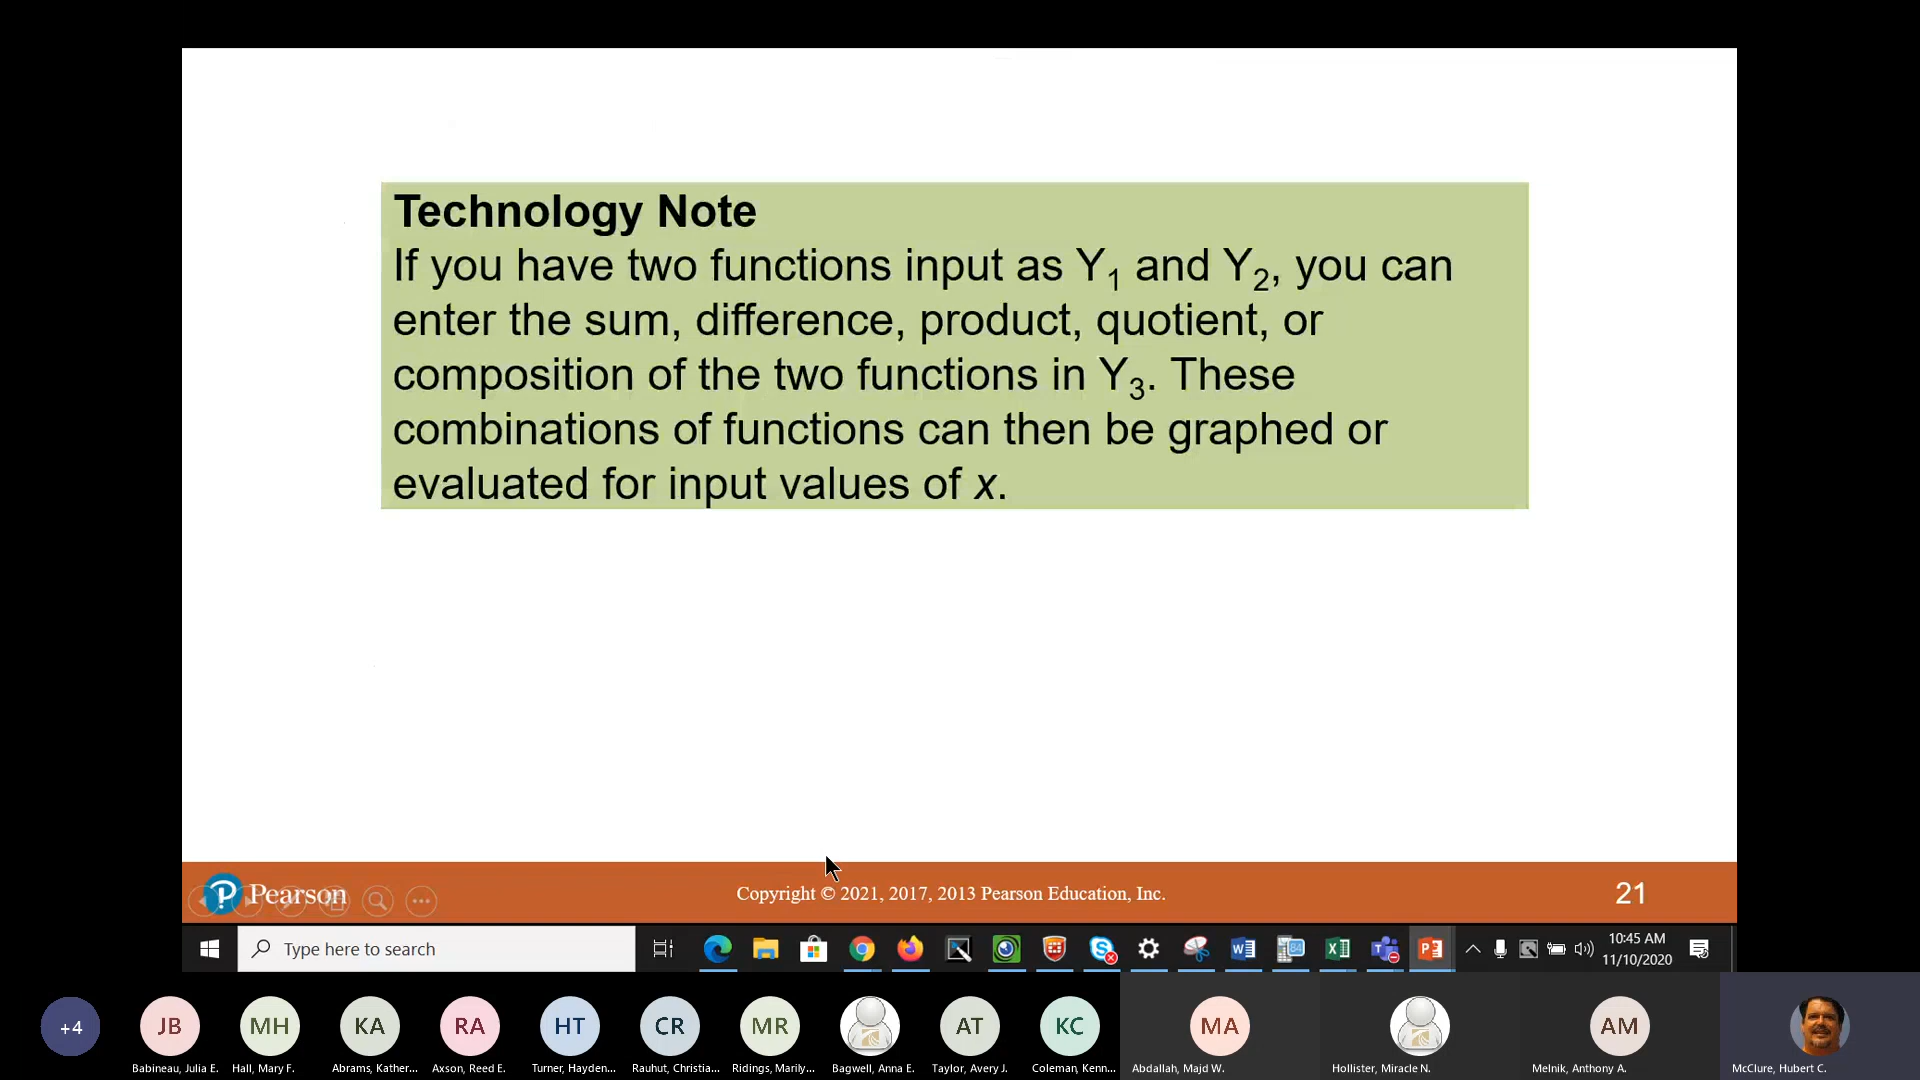 Technology Note
If you have two functions input as Y₁ and Y₂, you can
enter the sum, difference, product, quotient, or
composition of the two functions in Y₃. These
combinations of functions can then be graphed or
evaluated for input values of x.
Pearson
Copyright © 2021, 2017, 2013 Pearson Education, Inc.
21
Type here to search
10:45 AM
11/10/2020
+4
JB
MH
KA
RA
HT
CR
MR
AT
KC
MA
AM
Babineau, Julia E.
Hall, Mary F.
Abrams, Kather...
Axson, Reed E.
Turner, Hayden...
Rauhut, Christia...
Ridings, Marily...
Bagwell, Anna E.
Taylor, Avery J.
Coleman, Kenn...
Abdallah, Majd W.
Hollister, Miracle N.
Melnik, Anthony A.
McClure, Hubert C.